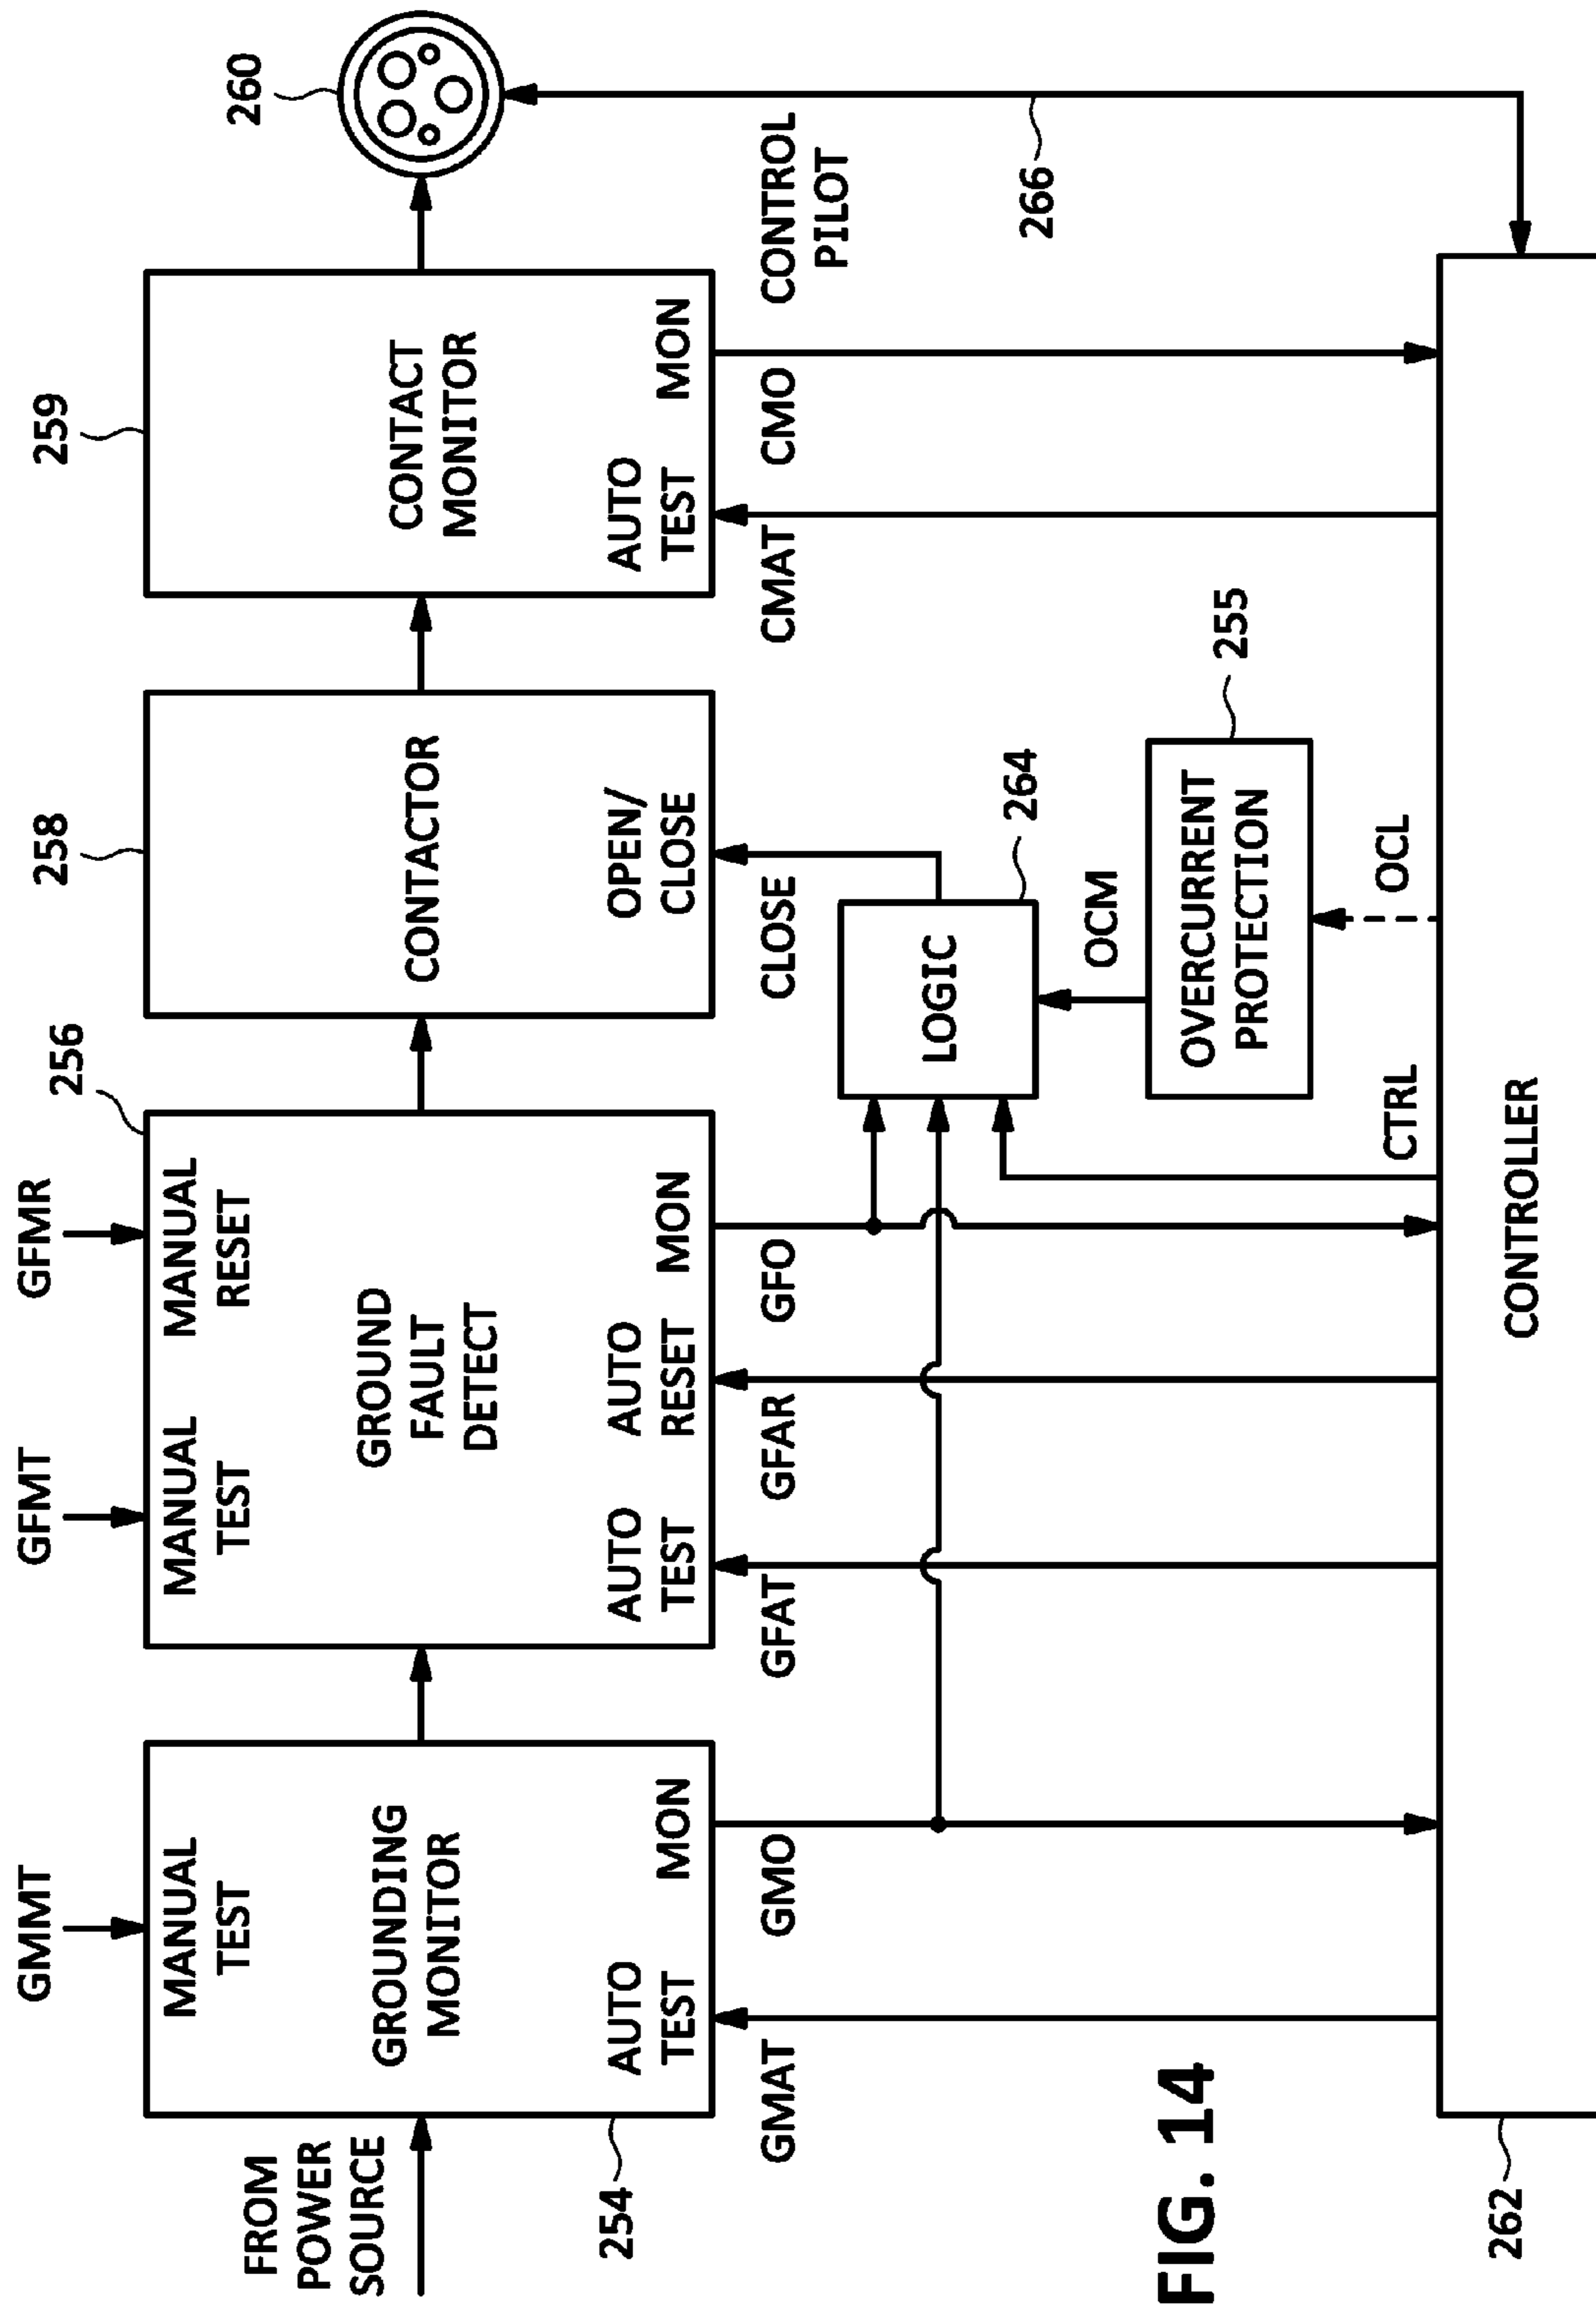 GMMT
GFMT
GFMR
256
258
259
260
FROM
POWER
SOURCE
MANUAL
TEST
GROUNDING
MONITOR
AUTO
TEST
MON
254
MANUAL
TEST
MANUAL
RESET
GROUND
FAULT
DETECT
AUTO
TEST
AUTO
RESET
MON
CONTACTOR
OPEN/
CLOSE
CONTACT
MONITOR
AUTO
TEST
MON
GMAT
GMO
GFAT
GFAR
GFO
CLOSE
CMAT
CMO
CONTROL
PILOT
LOGIC
264
266
OCM
OVERCURRENT
PROTECTION
255
CTRL
OCL
FIG. 14
262
CONTROLLER